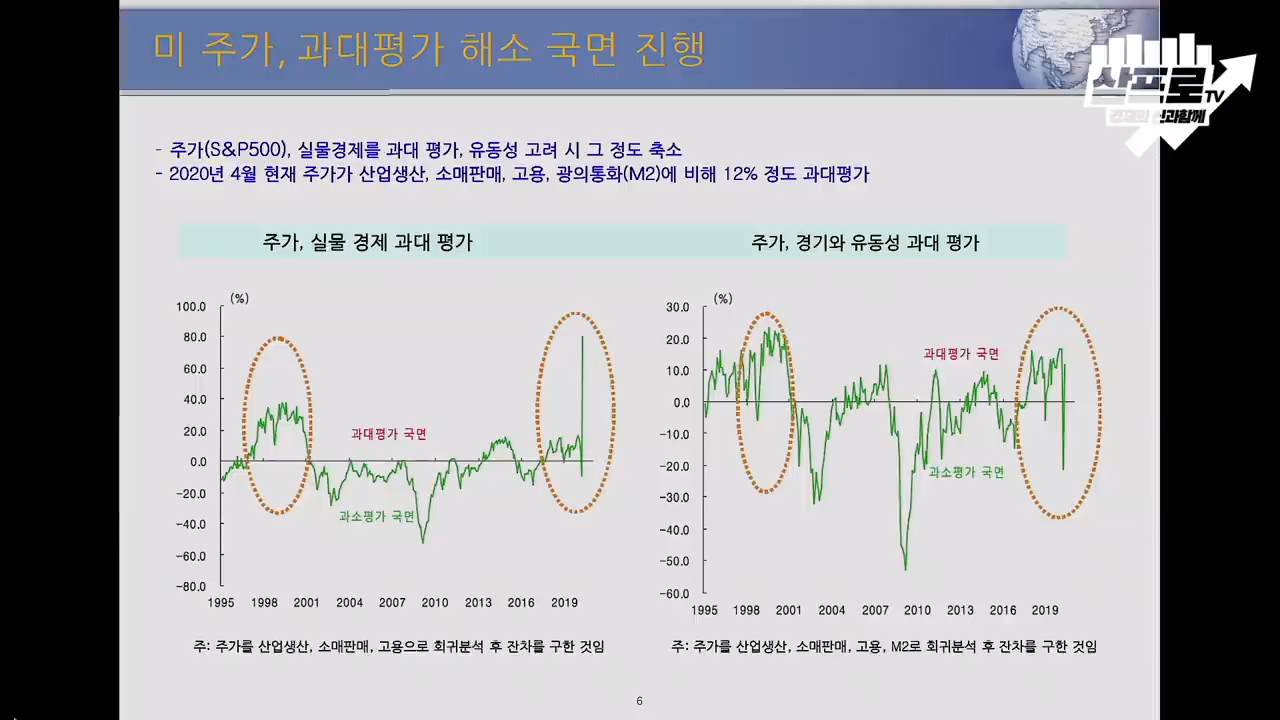 미 주가, 과대평가 해소 국면 진행
삼프로TV
경제의 신과함께
- 주가(S&P500), 실물경제를 과대 평가, 유동성 고려 시 그 정도 축소
- 2020년 4월 현재 주가가 산업생산, 소매판매, 고용, 광의통화(M2)에 비해 12% 정도 과대평가
주가, 실물 경제 과대 평가
(%)
100.0
80.0
60.0
40.0
20.0
0.0
-20.0
-40.0
-60.0
-80.0
과대평가 국면
과소평가 국면
1995 1998 2001 2004 2007 2010 2013 2016 2019
주: 주가를 산업생산, 소매판매, 고용으로 회귀분석 후 잔차를 구한 것임
주가, 경기와 유동성 과대 평가
(%)
30.0
20.0
10.0
0.0
-10.0
-20.0
-30.0
-40.0
-50.0
-60.0
과대평가 국면
과소평가 국면
1995 1998 2001 2004 2007 2010 2013 2016 2019
주: 주가를 산업생산, 소매판매, 고용, M2로 회귀분석 후 잔차를 구한 것임
6